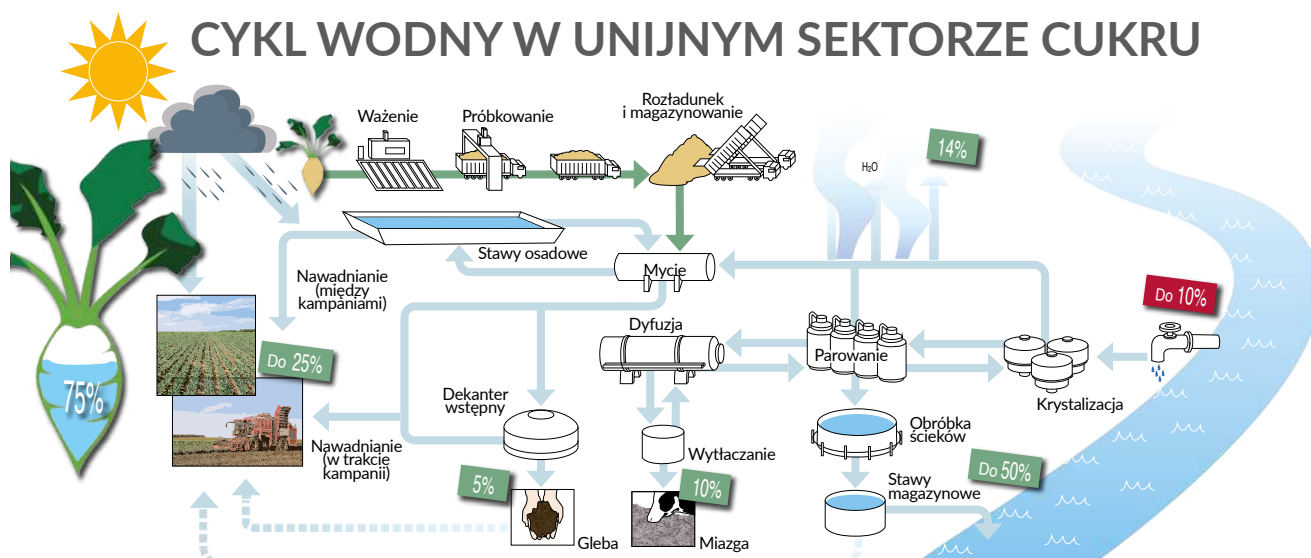 CYKL WODNY W UNIJNYM SEKTORZE CUKRU
Ważenie
Próbkowanie
Rozładunek
i magazynowanie
14%
H₂O
Stawy osadowe
Mycie
Nawadnianie
(między
kampaniami)
Do 10%
Do 25%
Dyfuzja
Parowanie
75%
Krystalizacja
Dekanter
wstępny
Obróbka
ścieków
Nawadnianie
(w trakcie
kampanii)
Wytłaczanie
Do 50%
5%
10%
Stawy
magazynowe
Gleba
Miazga